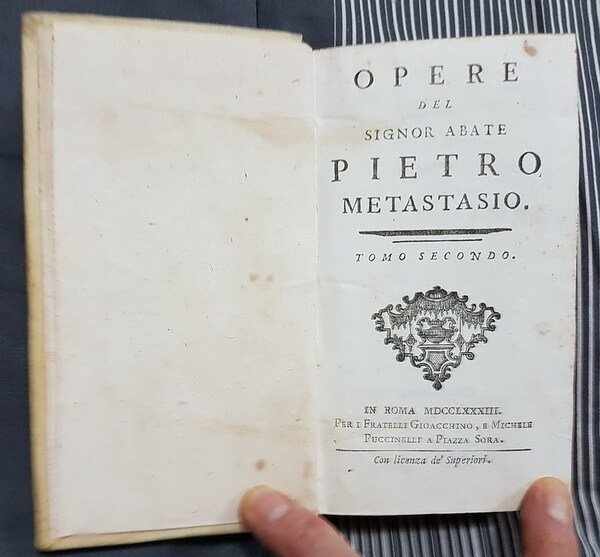 OPERE
DEL
SIGNOR ABATE
PIETRO
METASTASIO.
TOMO SECONDO.
IN ROMA MDCCLXXXIII.
PER I FRATELLI GIOACCHINO, E MICHELE
PUCCINELLI A PIAZZA SORA.
Con licenza de' Superiori.